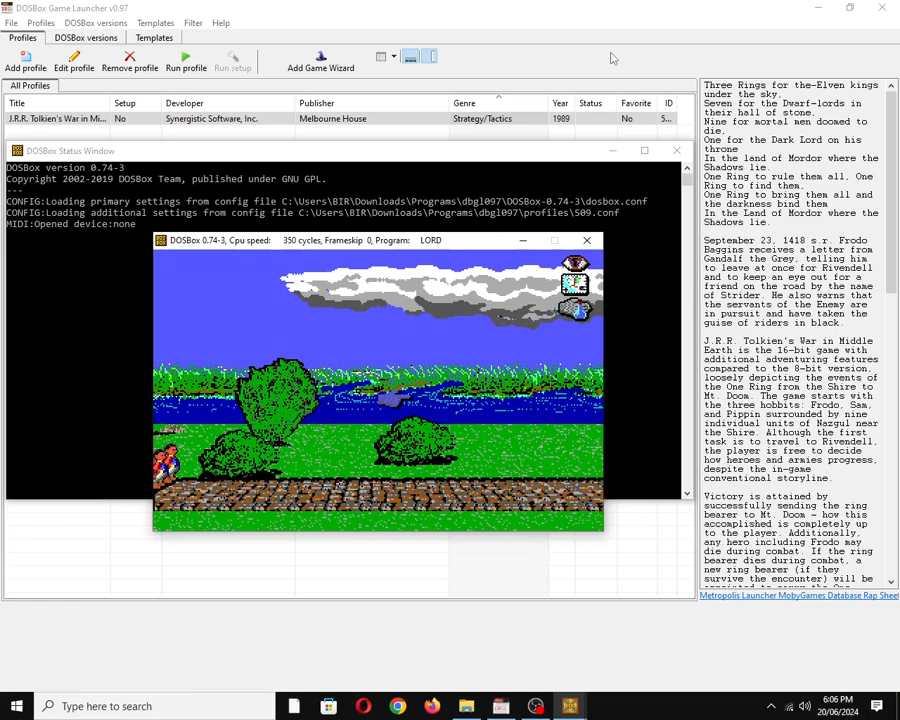 DOSBox Game Launcher v0.97
File Profiles DOSBox versions Templates Filter Help
Profiles DOSBox versions Templates
Add profile Edit profile Remove profile Run profile Run setup Add Game Wizard
All Profiles
Title Setup Developer Publisher Genre Year Status Favorite ID
J.R.R. Tolkien's War in Mi... No Synergistic Software, Inc. Melbourne House Strategy/Tactics 1989 No 5...
DOSBox Status Window
DOSBox version 0.74-3
Copyright 2002-2019 DOSBox Team, published under GNU GPL.
---
CONFIG:Loading primary settings from config file C:\Users\BIR\Downloads\Programs\dbgl097\DOSBox-0.74-3\dosbox.conf
CONFIG:Loading additional settings from config file C:\Users\BIR\Downloads\Programs\dbgl097\profiles\509.conf
MIDI:Opened device:none
DOSBox 0.74-3, Cpu speed: 350 cycles, Frameskip 0, Program: LORD
Three Rings for the Elven kings
under the sky,
Seven for the Dwarf-lords in
their hall of stone,
Nine for mortal men doomed to
die,
One for the Dark Lord on his
throne
In the land of Mordor where the
Shadows lie.
One Ring to rule them all, One
Ring to find them,
One Ring to bring them all and
the darkness bind them
In the Land of Mordor where the
Shadows lie.
September 23, 1418 s.r. Frodo
Baggins receives a letter from
Gandalf the Grey, telling him
to leave at once for Rivendell
and to keep an eye out for a
friend on the road by the name
of Strider. He also warns that
the servants of the Enemy are
in pursuit and have taken the
guise of riders in black.
J.R.R. Tolkien's War in Middle
Earth is the 16-bit game with
additional adventuring features
compared to the 8-bit version,
loosely depicting the events of
the One Ring from the Shire to
Mt. Doom. The game starts with
the three hobbits: Frodo, Sam,
and Pippin surrounded by nine
individual units of Nazgul near
the Shire. Although the first
task is to travel to Rivendell,
the player is free to decide
how heroes and armies progress,
despite the in-game
conventional storyline.
Victory is attained by
successfully sending the ring
bearer to Mt. Doom - how this
accomplished is completely up
to the player. Additionally,
any hero including Frodo may
die during combat. If the ring
bearer dies during combat, a
new ring bearer (if they
survive the encounter) will be
Metropolis Launcher MobyGames Database Rap Sheet
Type here to search
6:06 PM
20/06/2024